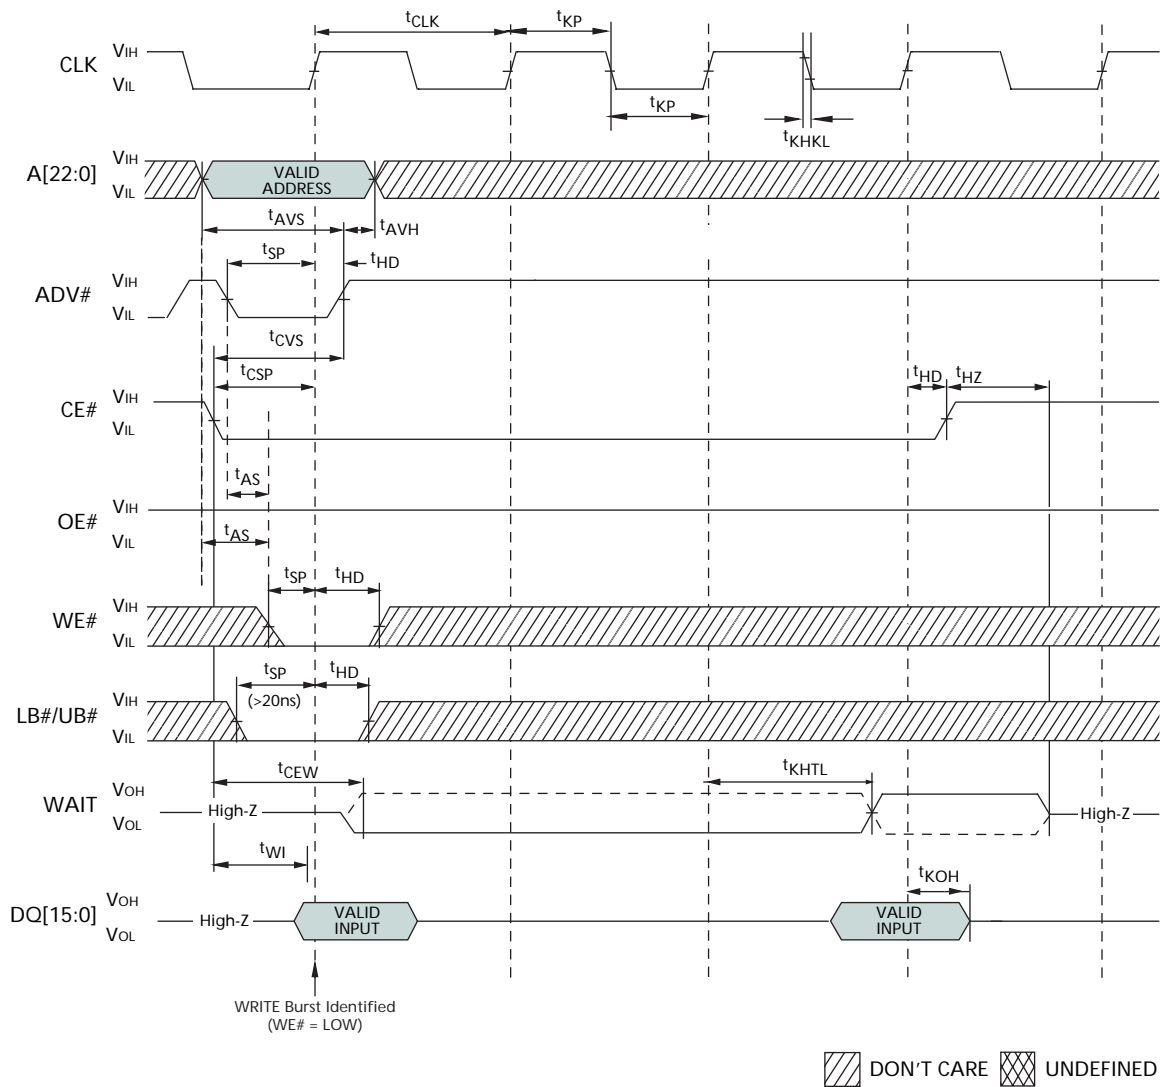 tCLK
tKP
CLK
VIH
VIL
tKP
tKHKL
A[22:0]
VIH
VIL
VALID
ADDRESS
tAVS
tAVH
tSP
tHD
ADV#
VIH
VIL
tCVS
tCSP
tHD
tHZ
CE#
VIH
VIL
tAS
OE#
VIH
VIL
tAS
tSP
tHD
WE#
VIH
VIL
tSP
(>20ns)
tHD
LB#/UB#
VIH
VIL
tCEW
tKHTL
WAIT
VOH
VOL
High-Z
High-Z
tWI
tKOH
DQ[15:0]
VOH
VOL
High-Z
VALID
INPUT
VALID
INPUT
WRITE Burst Identified
(WE# = LOW)
DON'T CARE
UNDEFINED